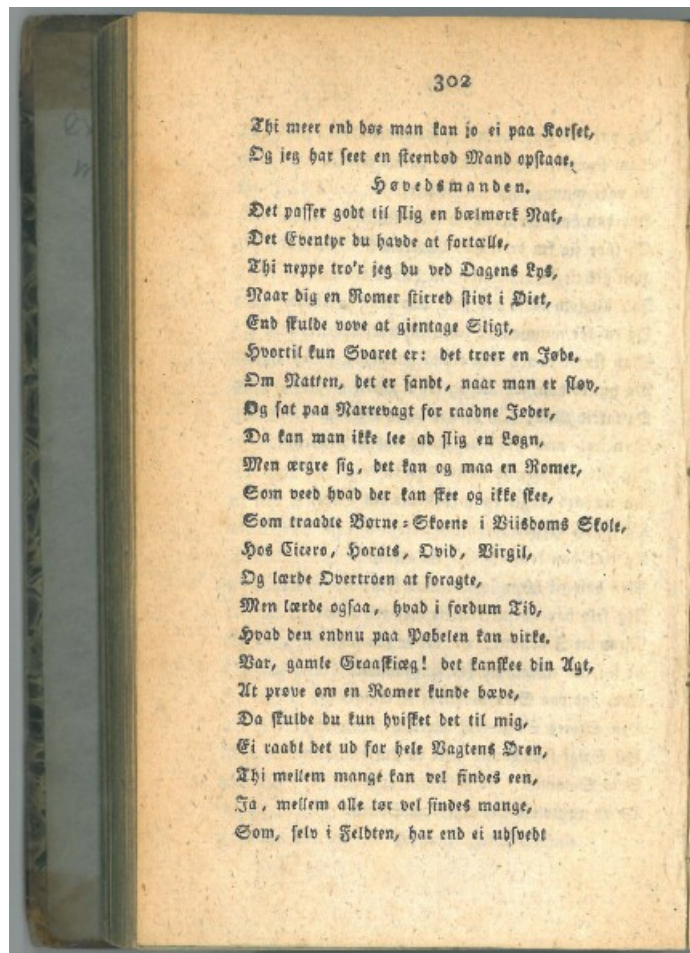 302
Thi meer end døe man kan jo ei paa Korset,
Og jeg har seet en steendød Mand opstaae.
Høvedsmanden.
Det passer godt til slig en bælmørk Nat,
Det Eventyr du havde at fortælle,
Thi neppe tro'r jeg du ved Dagens Lys,
Naar dig en Romer stirred stivt i Øiet,
End skulde vove at gientage Sligt,
Hvortil kun Svaret er: det troer en Jøde.
Om Natten, det er sandt, naar man er sløv,
Og sat paa Narrevagt for raadne Jøder,
Da kan man ikke lee ad slig en Løgn,
Men ærgre sig, det kan og maa en Romer,
Som veed hvad der kan skee og ikke skee,
Som traadte Børne-Skoene i Viisdoms Skole,
Hos Cicero, Horats, Ovid, Virgil,
Og lærde Overtroen at foragte,
Men lærde ogsaa, hvad i fordum Tid,
Hvad den endnu paa Pøbelen kan virke.
Var, gamle Graaskiæg! det kanskee din Agt,
At prøve om en Romer kunde bæve,
Da skulde du kun hvisket det til mig,
Ei raabt det ud for hele Vagtens Øren,
Thi mellem mange kan vel findes een,
Ja, mellem alle tør vel findes mange,
Som, selv i Feldten, har end ei udsvedt